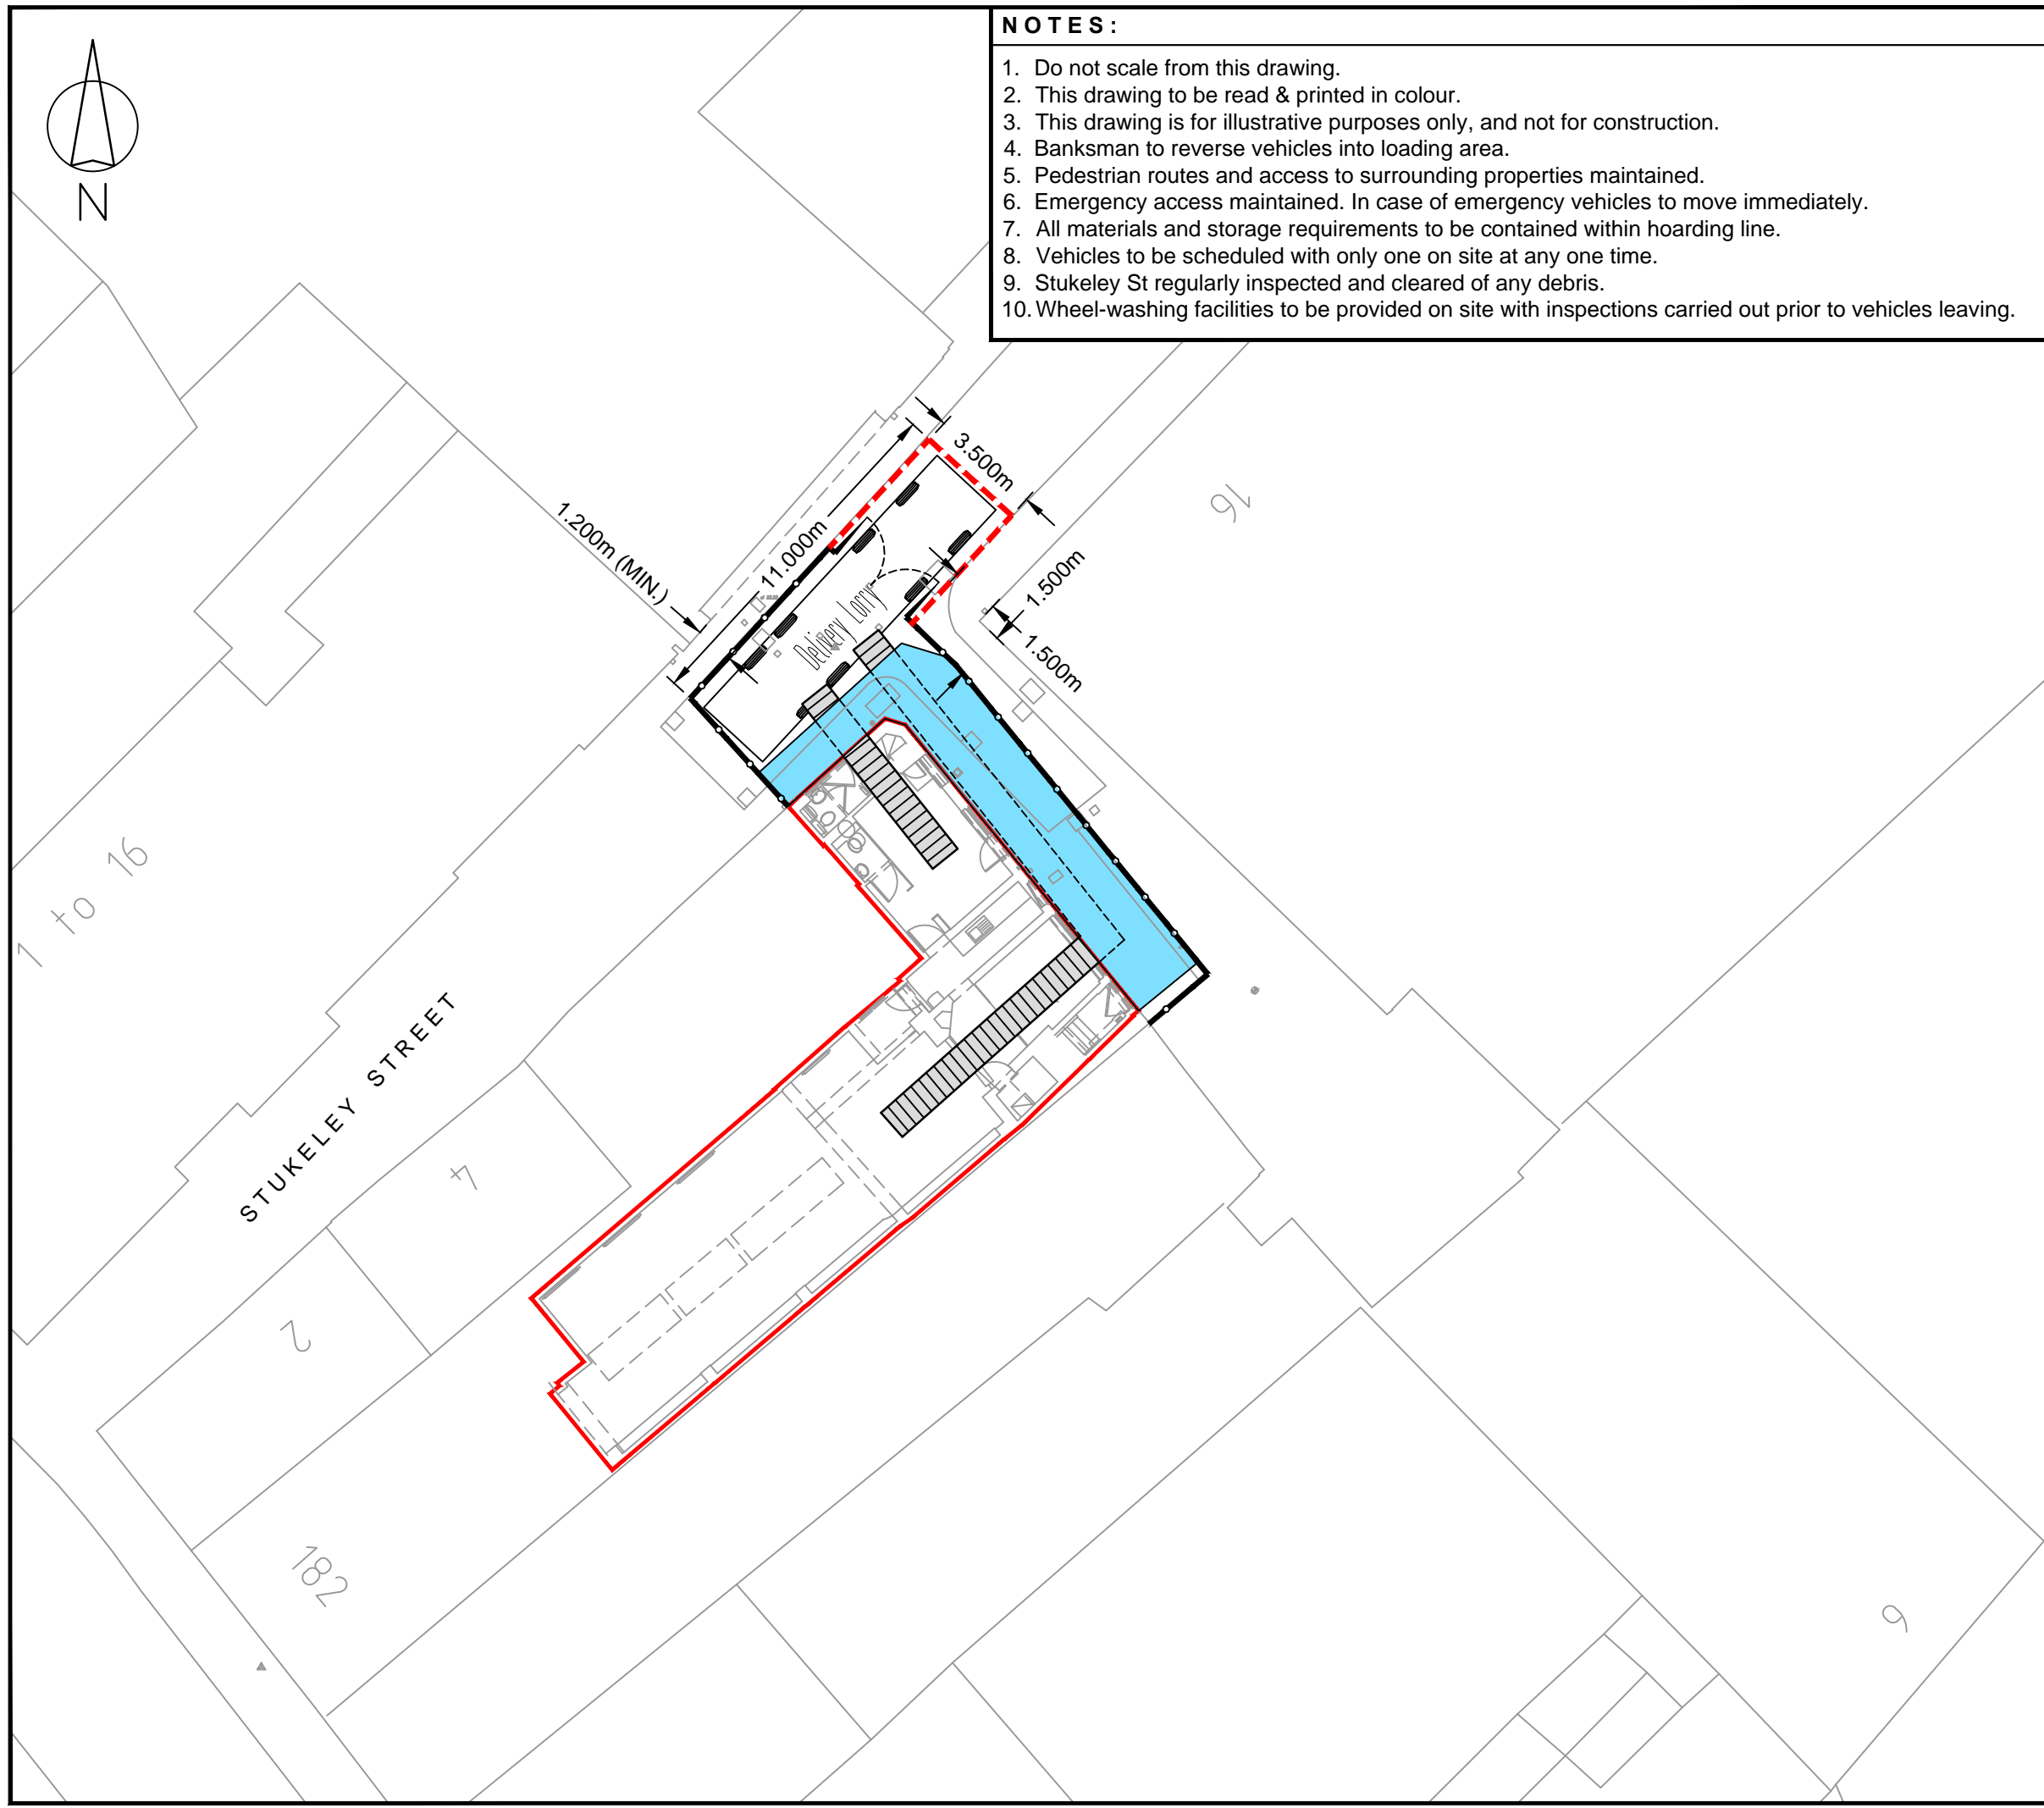 NOTES:
1. Do not scale from this drawing.
2. This drawing to be read & printed in colour.
3. This drawing is for illustrative purposes only, and not for construction.
4. Banksman to reverse vehicles into loading area.
5. Pedestrian routes and access to surrounding properties maintained.
6. Emergency access maintained. In case of emergency vehicles to move immediately.
7. All materials and storage requirements to be contained within hoarding line.
8. Vehicles to be scheduled with only one on site at any one time.
9. Stukeley St regularly inspected and cleared of any debris.
10. Wheel-washing facilities to be provided on site with inspections carried out prior to vehicles leaving.
N
3.500m
16
1.200m (MIN.)
11.000m
1.500m
1.500m
Delivery Lorry
1 to 16
STUKELEY STREET
4
2
182
9